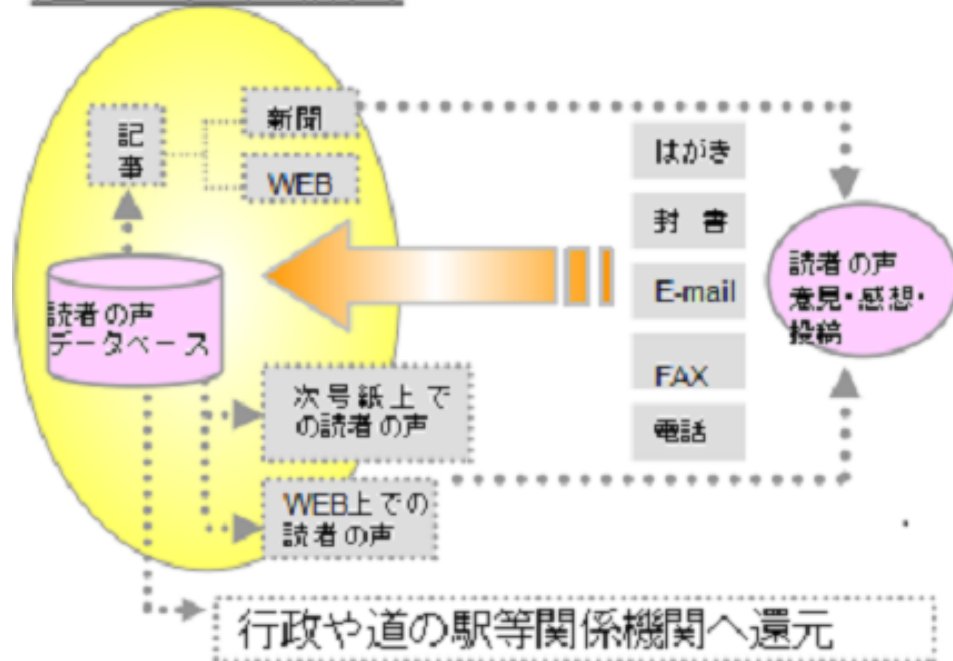 記
事
新聞
WEB
はがき
封 書
E-mail
FAX
電話
読者の声
意見・感想・
投稿
読者の声
データベース
次号紙上で
の読者の声
WEB上での
読者の声
行政や道の駅等関係機関へ還元